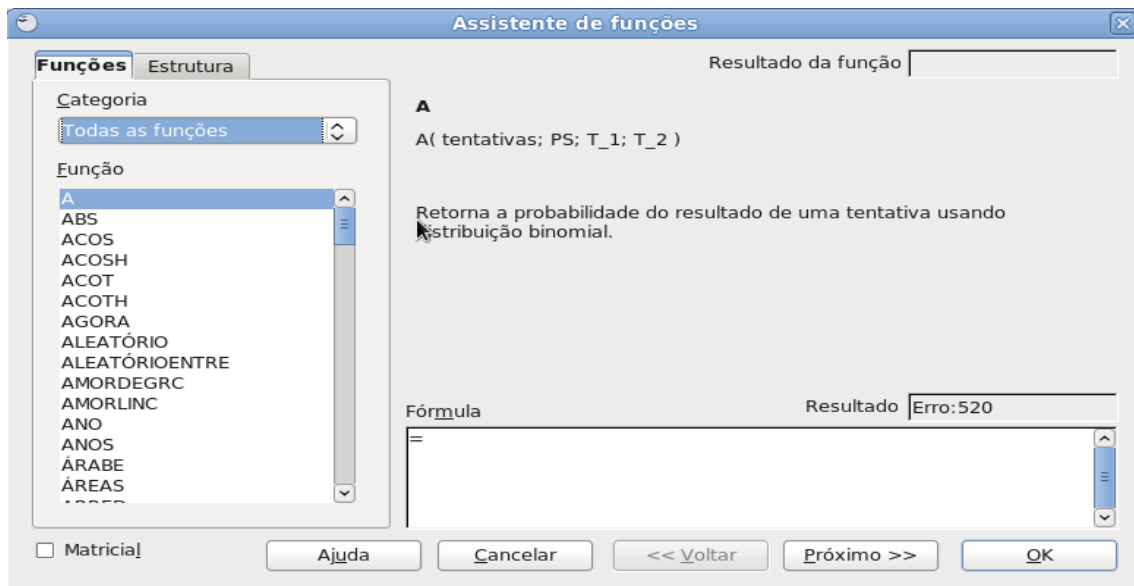 Assistente de funções
Funções
Estrutura
Resultado da função
Categoria
Todas as funções
Função
A
ABS
ACOS
ACOSH
ACOT
ACOTH
AGORA
ALEATÓRIO
ALEATÓRIOENTRE
AMORDEGRC
AMORLINC
ANO
ANOS
ÁRABE
ÁREAS
A
A( tentativas; PS; T_1; T_2 )
Retorna a probabilidade do resultado de uma tentativa usando
distribuição binomial.
Resultado
Erro:520
Fórmula
=
Matricial
Ajuda
Cancelar
<< Voltar
Próximo >>
OK